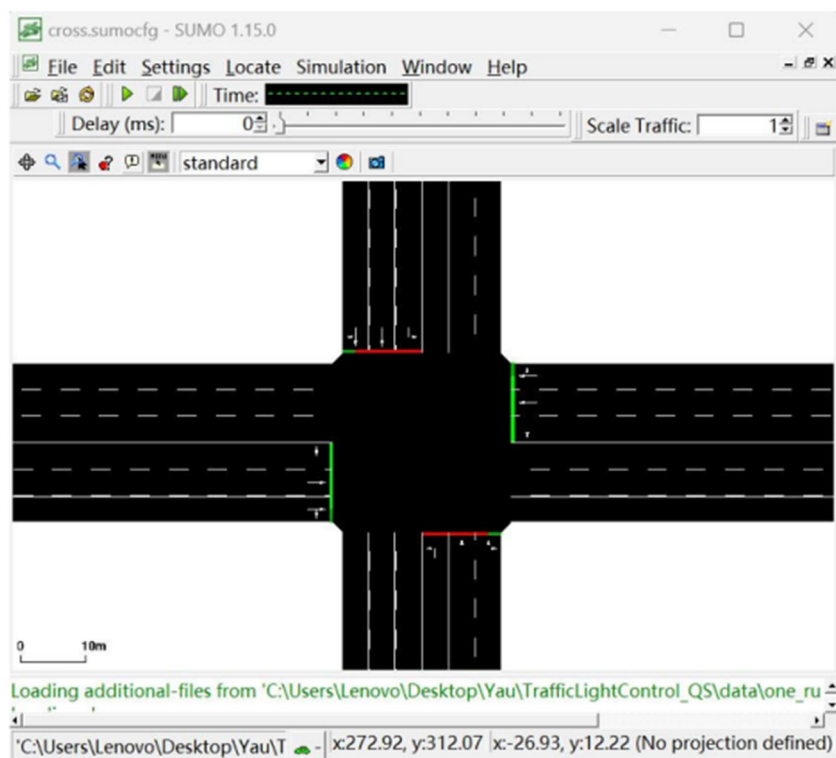 cross.sumocfg - SUMO 1.15.0
File Edit Settings Locate Simulation Window Help
Time:
Delay (ms): 0 Scale Traffic: 1
standard
0 10m
Loading additional-files from 'C:\Users\Lenovo\Desktop\Yau\TrafficLightControl_QS\data\one_ru
'C:\Users\Lenovo\Desktop\Yau\T - x:272.92, y:312.07 x:-26.93, y:12.22 (No projection defined)